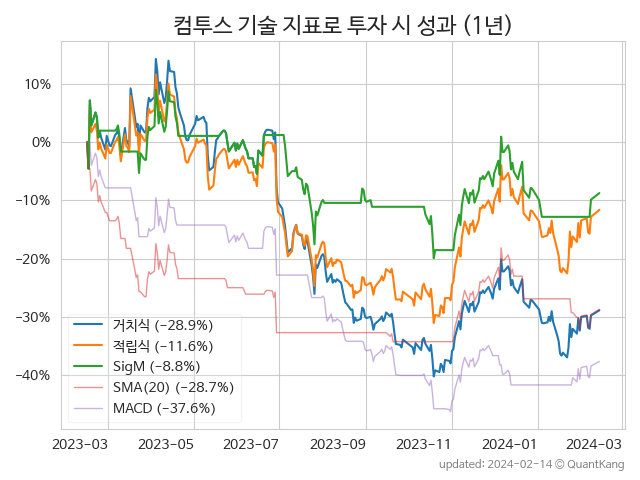 컴투스 기술 지표로 투자 시 성과 (1년)
10%
0%
−10%
−20%
−30%
−40%
거치식 (−28.9%)
적립식 (−11.6%)
SigM (−8.8%)
SMA(20) (−28.7%)
MACD (−37.6%)
2023-03 2023-05 2023-07 2023-09 2023-11 2024-01 2024-03
updated: 2024-02-14 © QuantKang